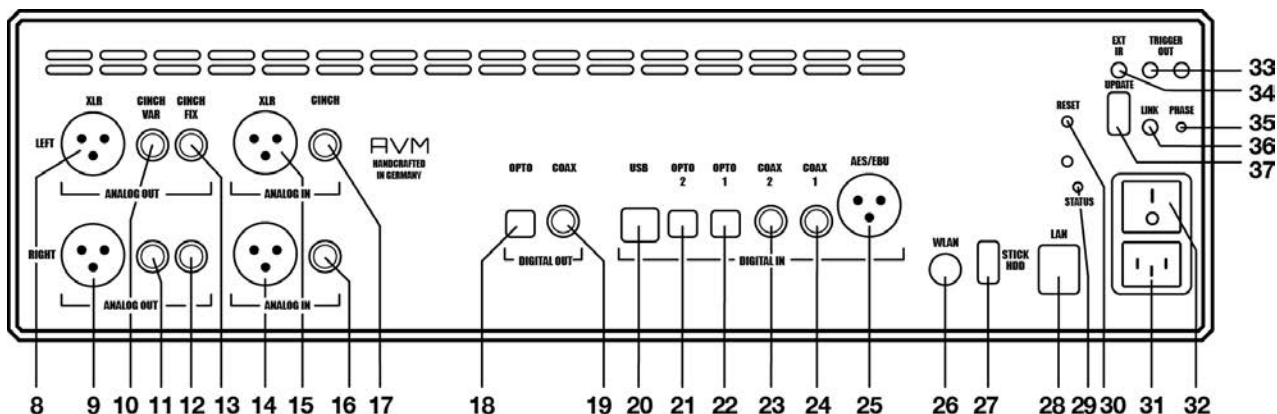 EXT
IR
TRIGGER
OUT
33
34
UPDATE
LINK
PHASE
35
36
37
RESET
STATUS
XLR
CINCH
VAR
CINCH
FIX
XLR
CINCH
LEFT
AVM
HANDCRAFTED
IN GERMANY
ANALOG OUT
ANALOG IN
OPTO
COAX
USB
OPTO
2
OPTO
1
COAX
2
COAX
1
AES/EBU
RIGHT
DIGITAL OUT
DIGITAL IN
WLAN
STICK
HDD
LAN
ANALOG OUT
ANALOG IN
8 9 10 11 12 13 14 15 16 17 18 19 20 21 22 23 24 25 26 27 28 29 30 31 32